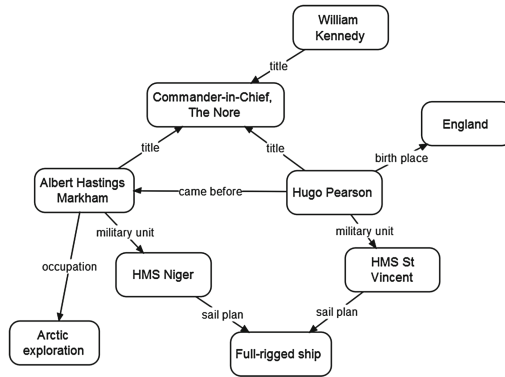 William
Kennedy
title
Commander-in-Chief,
The Nore
England
title
title
birth place
Albert Hastings
Markham
came before
Hugo Pearson
military unit
military unit
occupation
HMS Niger
HMS St
Vincent
sail plan
sail plan
Arctic
exploration
Full-rigged ship